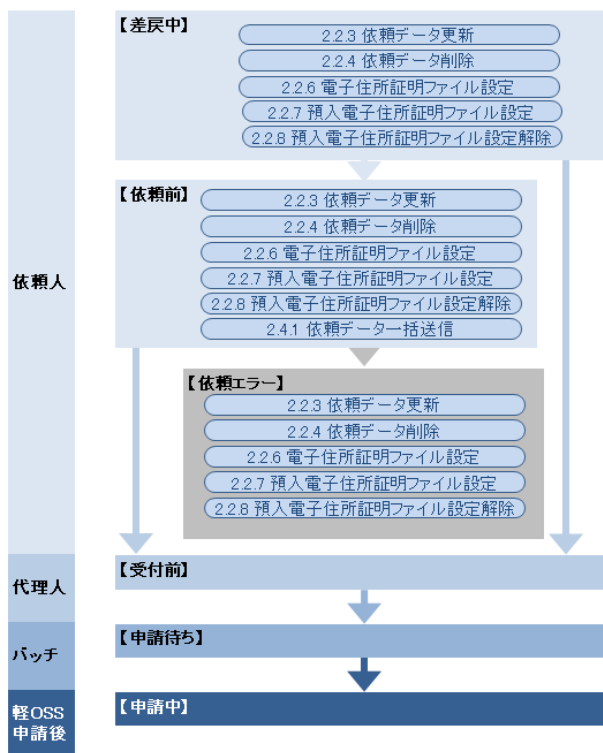 依頼人
【差戻中】
2.2.3 依頼データ更新
2.2.4 依頼データ削除
2.2.6 電子住所証明ファイル設定
2.2.7 預入電子住所証明ファイル設定
2.2.8 預入電子住所証明ファイル設定解除
【依頼前】
2.2.3 依頼データ更新
2.2.4 依頼データ削除
2.2.6 電子住所証明ファイル設定
2.2.7 預入電子住所証明ファイル設定
2.2.8 預入電子住所証明ファイル設定解除
2.4.1 依頼データ一括送信
【依頼エラー】
2.2.3 依頼データ更新
2.2.4 依頼データ削除
2.2.6 電子住所証明ファイル設定
2.2.7 預入電子住所証明ファイル設定
2.2.8 預入電子住所証明ファイル設定解除
代理人
【受付前】
バッチ
【申請待ち】
軽OSS
申請後
【申請中】